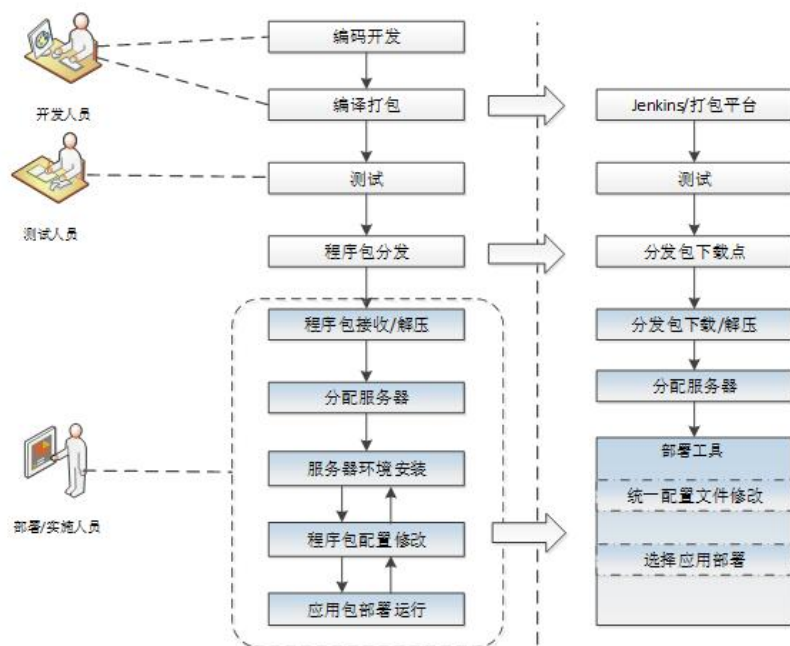 编码开发
开发人员
编译打包
Jenkins/打包平台
测试
测试
测试人员
程序包分发
分发包下载点
程序包接收/解压
分发包下载/解压
分配服务器
分配服务器
部署工具
服务器环境安装
统一配置文件修改
部署/实施人员
程序包配置修改
选择应用部署
应用包部署运行